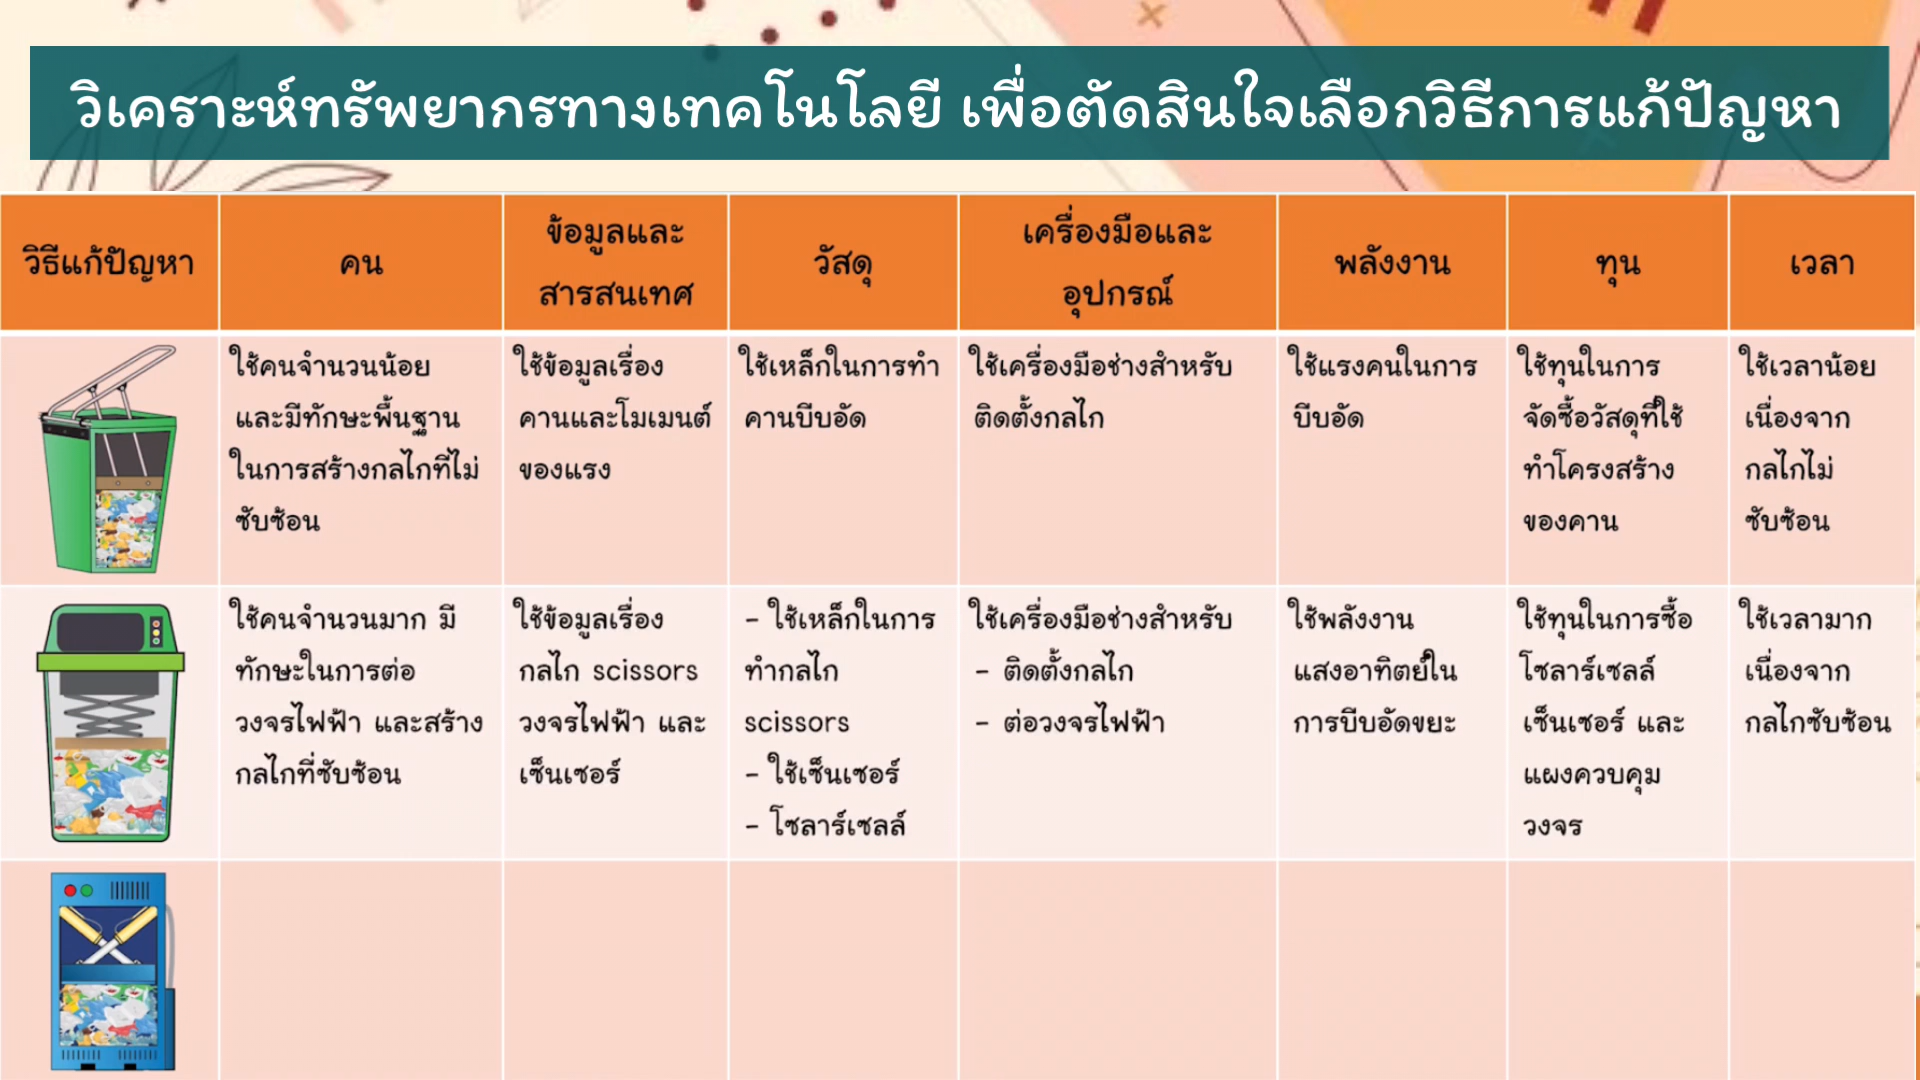 วิเคราะห์ทรัพยากรทางเทคโนโลยี เพื่อตัดสินใจเลือกวิธีการแก้ปัญหา
วิธีแก้ปัญหา
คน
ข้อมูลและ
สารสนเทศ
วัสดุ
เครื่องมือและ
อุปกรณ์
พลังงาน
ทุน
เวลา
ใช้คนจำนวนน้อย
และมีทักษะพื้นฐาน
ในการสร้างกลไกที่ไม่
ซับซ้อน
ใช้ข้อมูลเรื่อง
คานและโมเมนต์
ของแรง
ใช้เหล็กในการทำ
คานบีบอัด
ใช้เครื่องมือช่างสำหรับ
ติดตั้งกลไก
ใช้แรงคนในการ
บีบอัด
ใช้ทุนในการ
จัดซื้อวัสดุที่ใช้
ทำโครงสร้าง
ของคาน
ใช้เวลาน้อย
เนื่องจาก
กลไกไม่
ซับซ้อน
ใช้คนจำนวนมาก มี
ทักษะในการต่อ
วงจรไฟฟ้า และสร้าง
กลไกที่ซับซ้อน
ใช้ข้อมูลเรื่อง
กลไก scissors
วงจรไฟฟ้า และ
เซ็นเซอร์
- ใช้เหล็กในการ
ทำกลไก
scissors
- ใช้เซ็นเซอร์
- โซลาร์เซลล์
ใช้เครื่องมือช่างสำหรับ
- ติดตั้งกลไก
- ต่อวงจรไฟฟ้า
ใช้พลังงาน
แสงอาทิตย์ใน
การบีบอัดขยะ
ใช้ทุนในการซื้อ
โซลาร์เซลล์
เซ็นเซอร์ และ
แผงควบคุม
วงจร
ใช้เวลามาก
เนื่องจาก
กลไกซับซ้อน